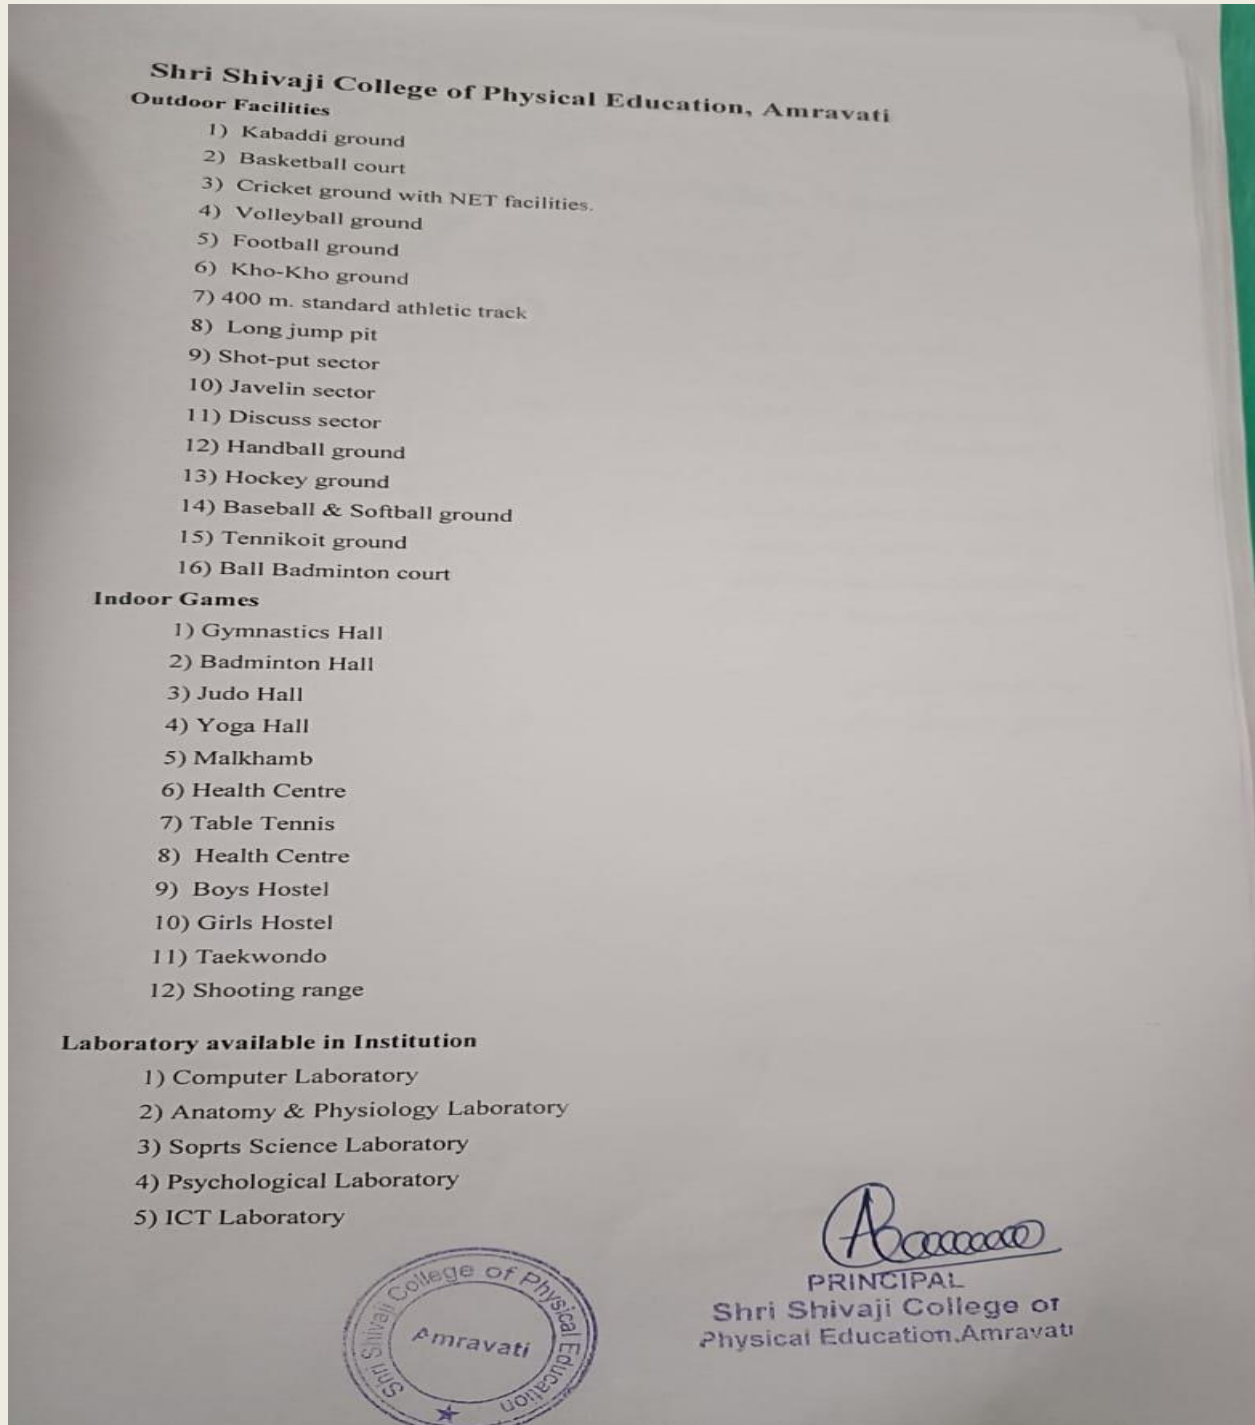 Shri Shivaji College of Physical Education, Amravati
Outdoor Facilities
1) Kabaddi ground
2) Basketball court
3) Cricket ground with NET facilities.
4) Volleyball ground
5) Football ground
6) Kho-Kho ground
7) 400 m. standard athletic track
8) Long jump pit
9) Shot-put sector
10) Javelin sector
11) Discuss sector
12) Handball ground
13) Hockey ground
14) Baseball & Softball ground
15) Tennikoit ground
16) Ball Badminton court
Indoor Games
1) Gymnastics Hall
2) Badminton Hall
3) Judo Hall
4) Yoga Hall
5) Malkhamb
6) Health Centre
7) Table Tennis
8) Health Centre
9) Boys Hostel
10) Girls Hostel
11) Taekwondo
12) Shooting range
Laboratory available in Institution
1) Computer Laboratory
2) Anatomy & Physiology Laboratory
3) Soprts Science Laboratory
4) Psychological Laboratory
5) ICT Laboratory
Shri Shivaji College of Physical Education
Amravati
PRINCIPAL
Shri Shivaji College of
Physical Education.Amravati